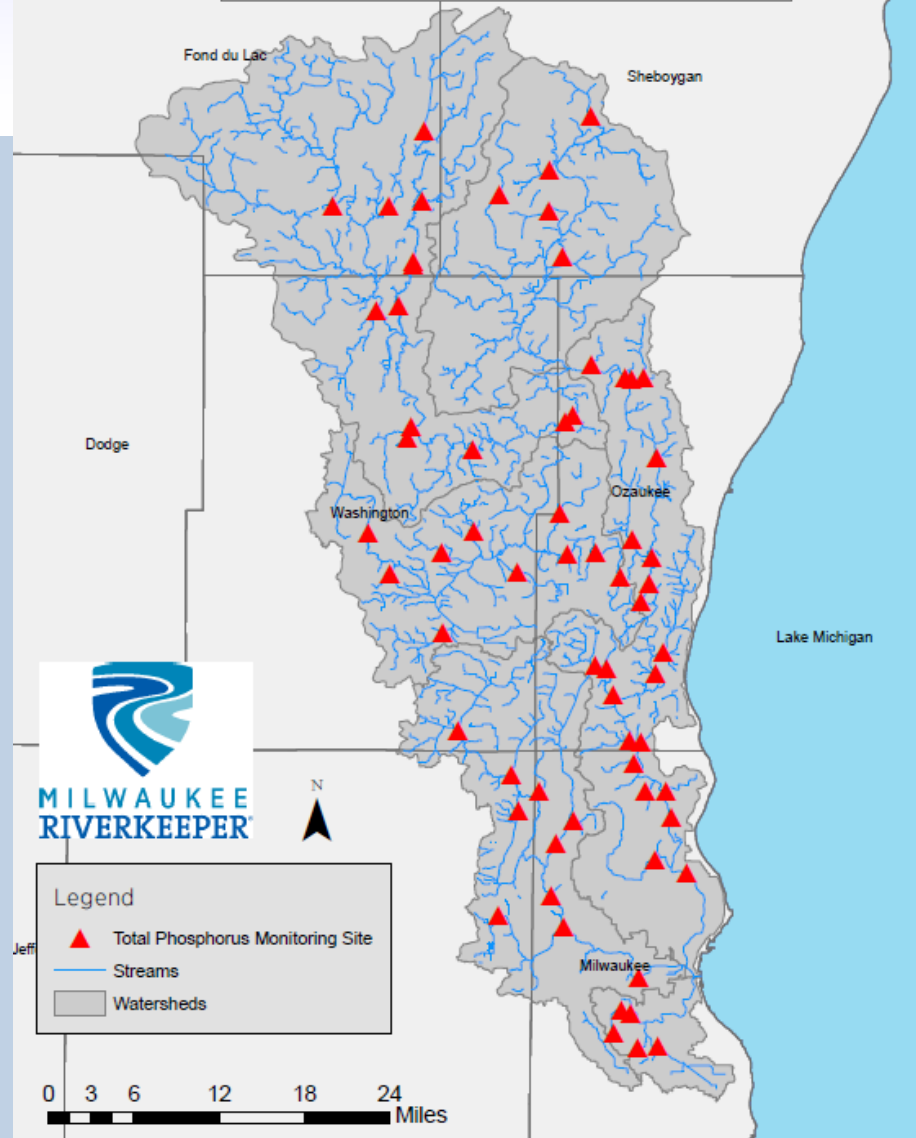 Fond du Lac
Sheboygan
Dodge
Ozaukee
Washington
Lake Michigan
MILWAUKEE
RIVERKEEPER
N
Legend
Total Phosphorus Monitoring Site
Streams
Watersheds
Jeff
Milwaukee
0 3 6 12 18 24
Miles